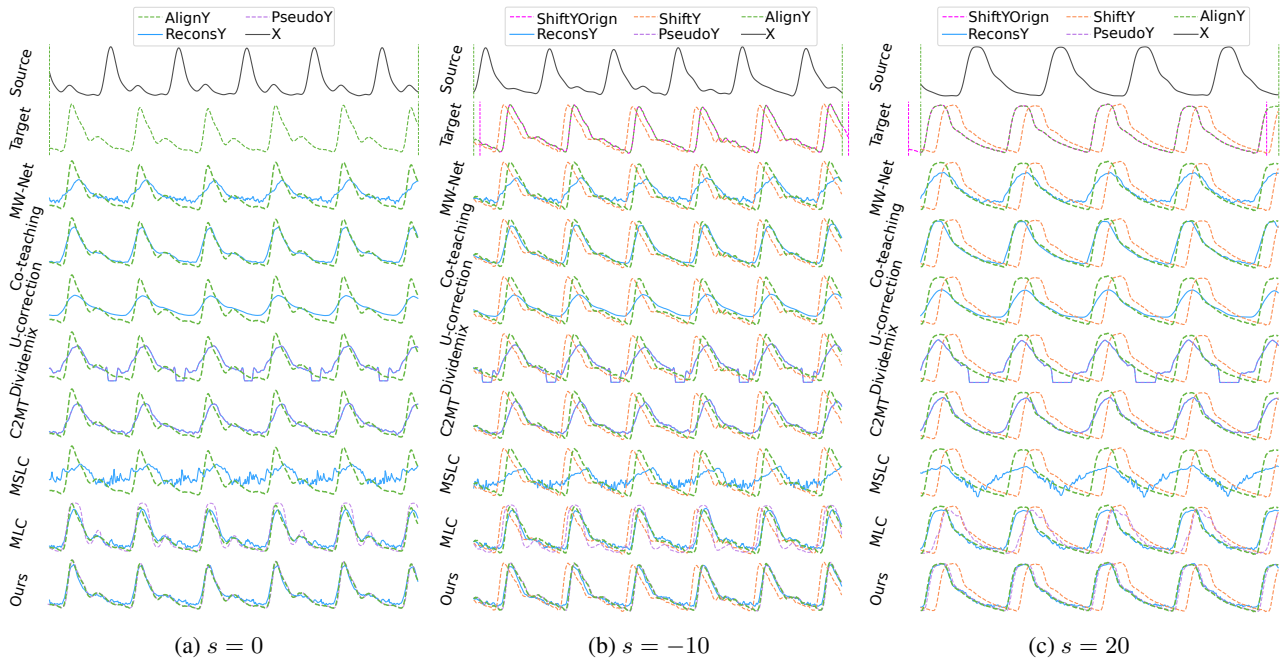 AlignY PseudoY
ReconsY X
ShiftYOrign ShiftY AlignY
ReconsY PseudoY X
ShiftYOrign ShiftY AlignY
ReconsY PseudoY X
Source
Target
MW-Net
Co-teaching
U-correction
Dividemix
C2MT
MSLC
MLC
Ours
(a) s = 0
Source
Target
MW-Net
Co-teaching
U-correction
Dividemix
C2MT
MSLC
MLC
Ours
(b) s = −10
Source
Target
MW-Net
Co-teaching
U-correction
Dividemix
C2MT
MSLC
MLC
Ours
(c) s = 20